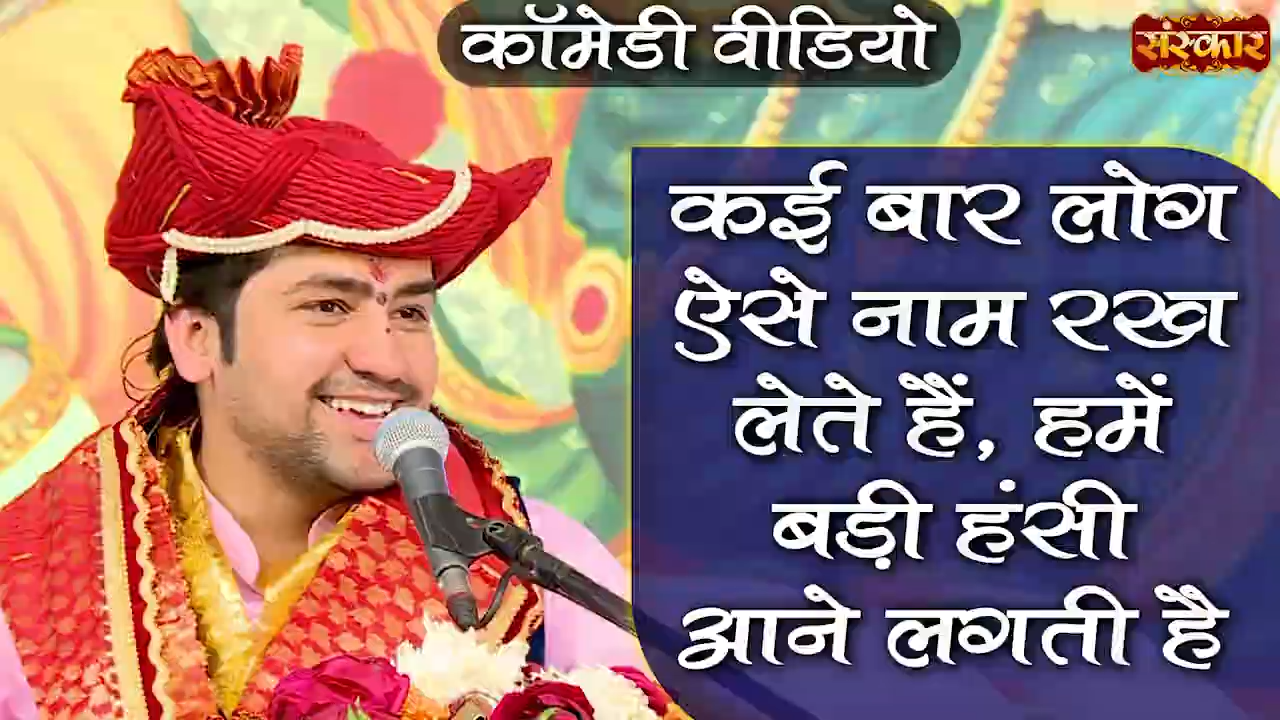 कॉमेडी वीडियो
संस्कार
कई बार लोग
ऐसे नाम रख
लेते हैं, हमें
बड़ी हंसी
आने लगती है